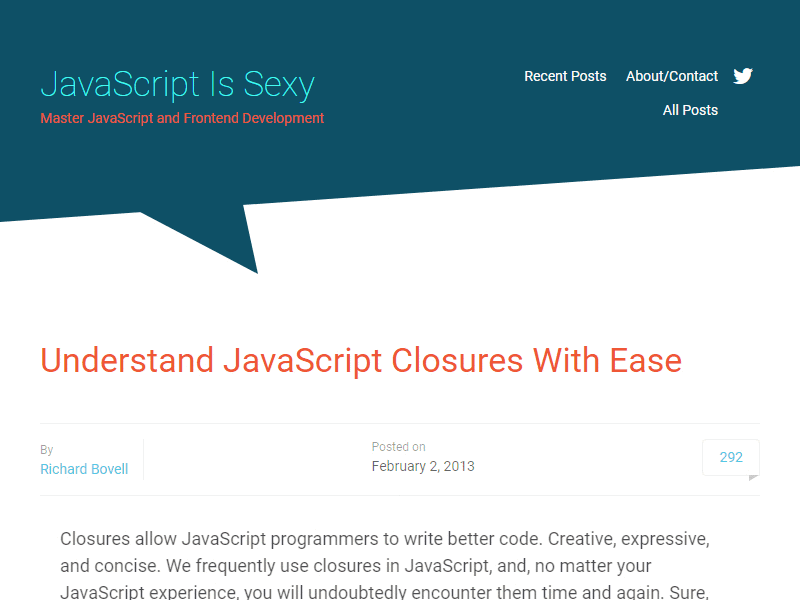 JavaScript Is Sexy
Master JavaScript and Frontend Development
Recent Posts
About/Contact
All Posts
Understand JavaScript Closures With Ease
By
Richard Bovell
Posted on
February 2, 2013
292
Closures allow JavaScript programmers to write better code. Creative, expressive,
and concise. We frequently use closures in JavaScript, and, no matter your
JavaScript experience, you will undoubtedly encounter them time and again. Sure,